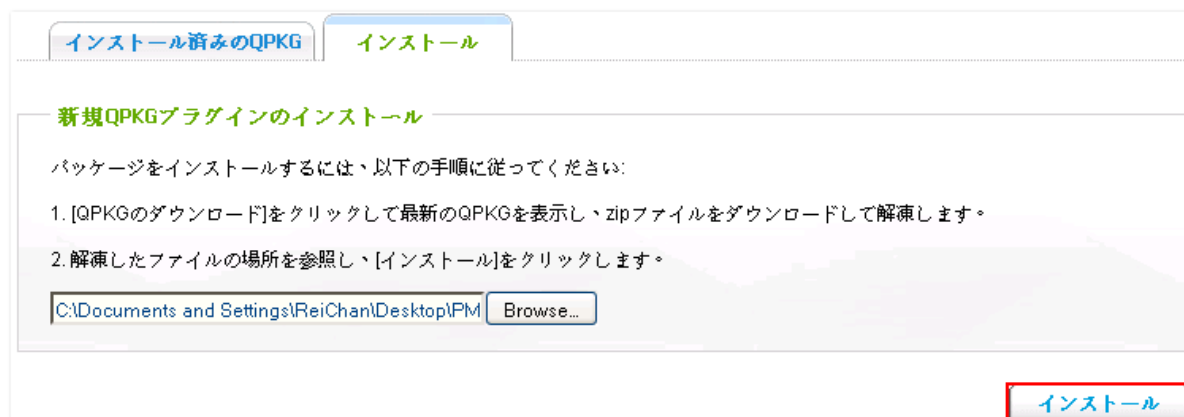 インストール済みのQPKG
インストール
新規QPKGプラグインのインストール
パッケージをインストールするには、以下の手順に従ってください:
1. [QPKGのダウンロード]をクリックして最新のQPKGを表示し、zipファイルをダウンロードして解凍します。
2. 解凍したファイルの場所を参照し、[インストール]をクリックします。
C:\Documents and Settings\ReiChan\Desktop\PM Browse...
インストール